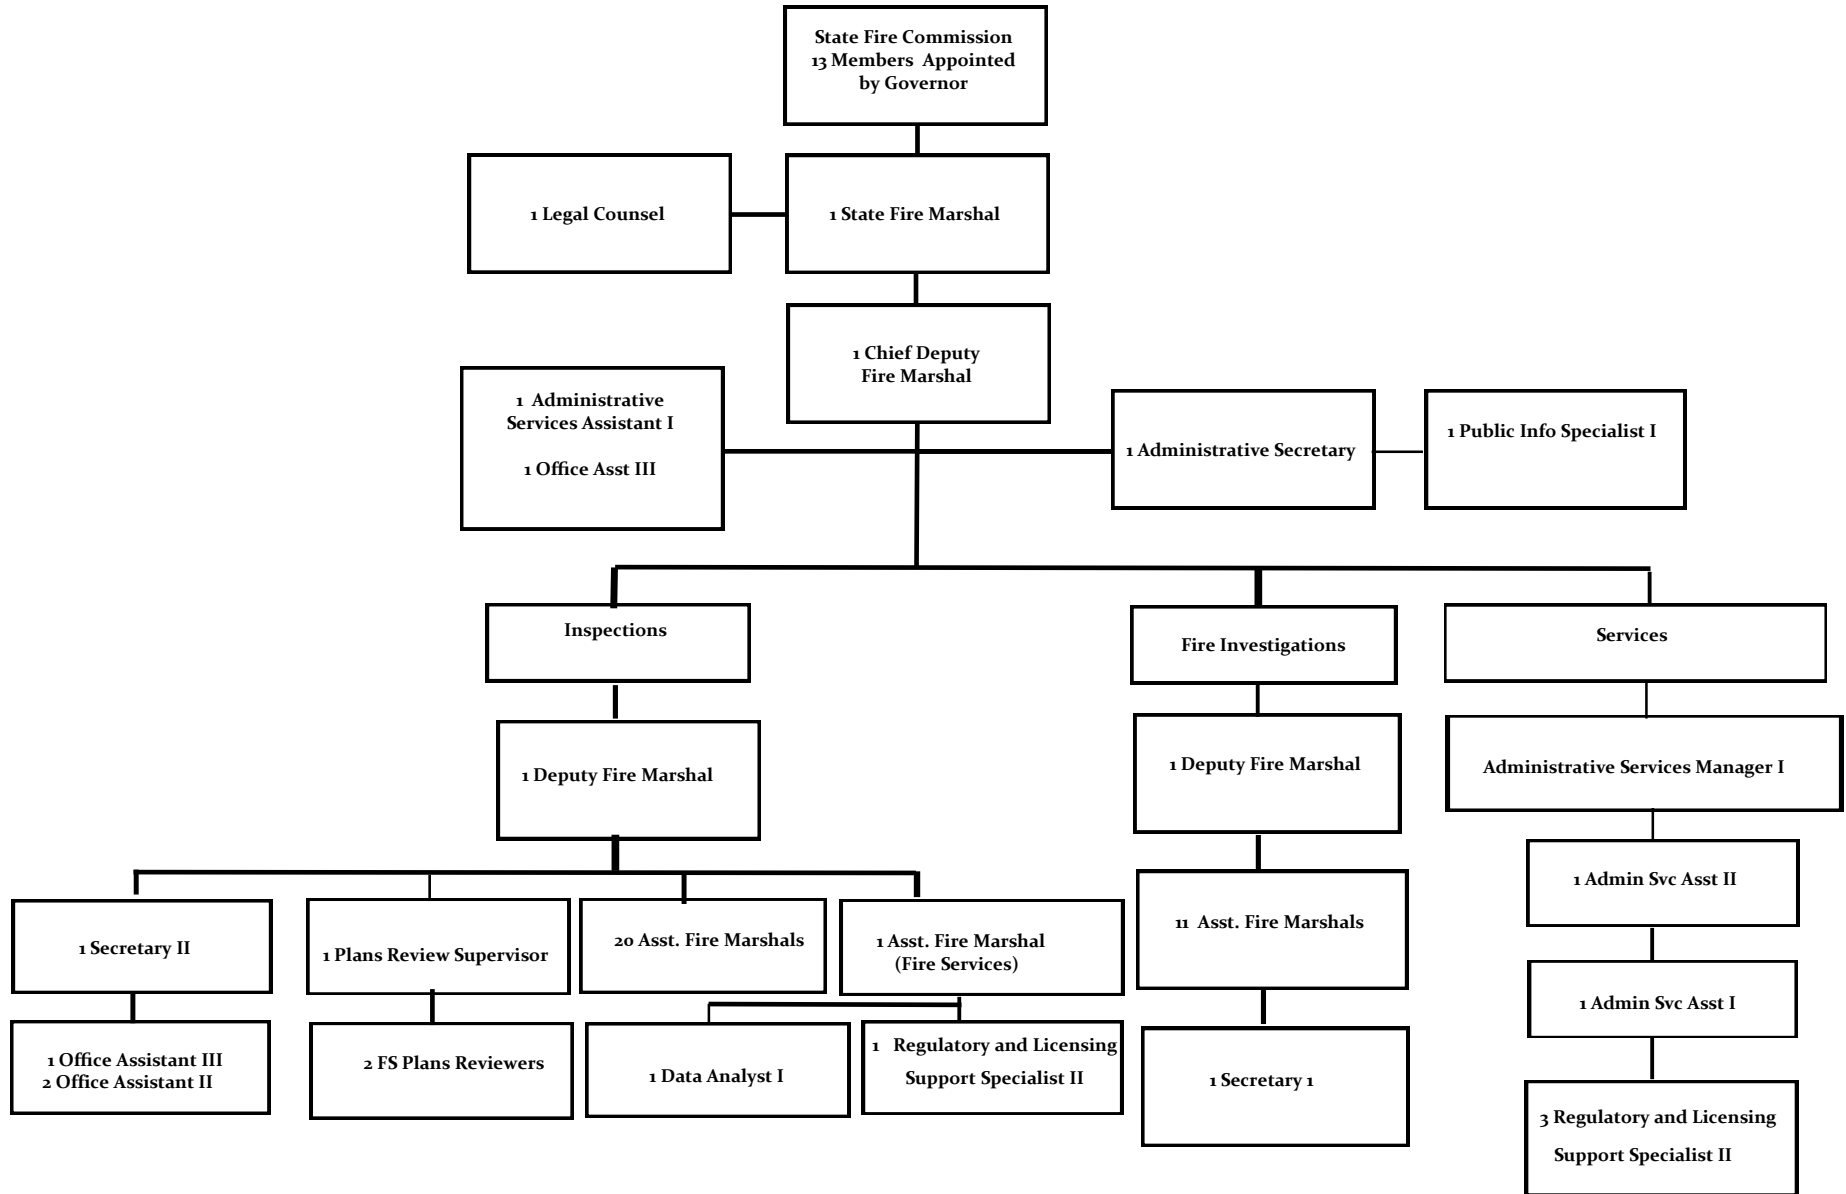 State Fire Commission
13 Members Appointed
by Governor
1 Legal Counsel
1 State Fire Marshal
1 Chief Deputy
Fire Marshal
1 Administrative
Services Assistant I
1 Office Asst III
1 Administrative Secretary
1 Public Info Specialist I
Inspections
Fire Investigations
Services
1 Deputy Fire Marshal
1 Deputy Fire Marshal
Administrative Services Manager I
1 Secretary II
1 Plans Review Supervisor
20 Asst. Fire Marshals
1 Asst. Fire Marshal
(Fire Services)
11 Asst. Fire Marshals
1 Admin Svc Asst II
1 Admin Svc Asst I
1 Office Assistant III
2 Office Assistant II
2 FS Plans Reviewers
1 Data Analyst I
1 Regulatory and Licensing
Support Specialist II
1 Secretary 1
3 Regulatory and Licensing
Support Specialist II